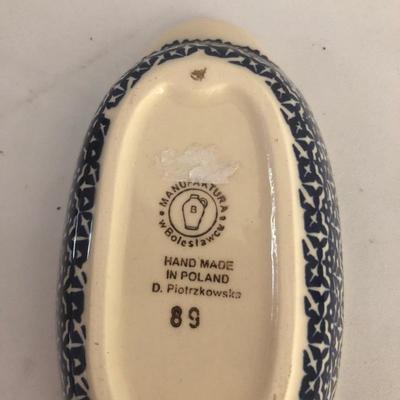 MANUFAKTURA
w Bolesławcu
B
HAND MADE
IN POLAND
D. Piotrzkowska
89